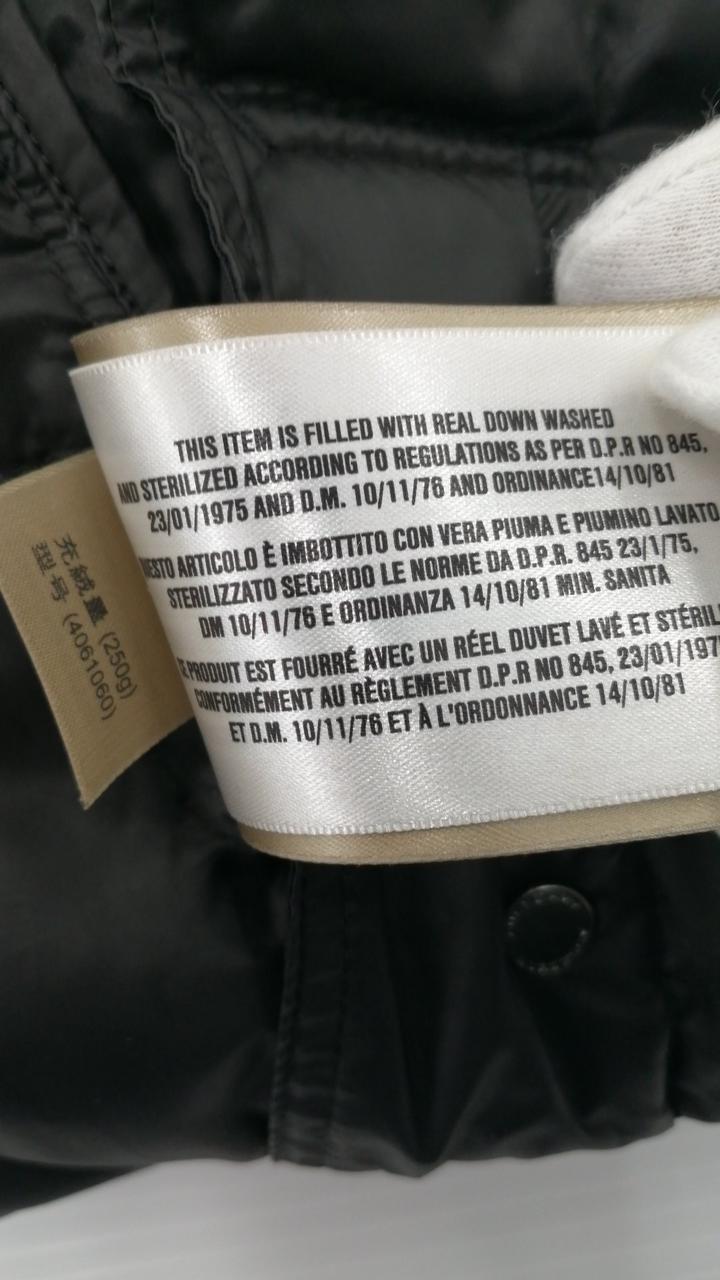 THIS ITEM IS FILLED WITH REAL DOWN WASHED
AND STERILIZED ACCORDING TO REGULATIONS AS PER D.P.R NO 845,
23/01/1975 AND D.M. 10/11/76 AND ORDINANCE14/10/81
ESTO ARTICOLO È IMBOTTITO CON VERA PIUMA E PIUMINO LAVATO
STERILIZZATO SECONDO LE NORME DA D.P.R. 845 23/1/75,
DM 10/11/76 E ORDINANZA 14/10/81 MIN. SANITA
E PRODUIT EST FOURRÉ AVEC UN RÉEL DUVET LAVÉ ET STÉRIL
CONFORMÉMENT AU RÈGLEMENT D.P.R NO 845, 23/01/197
ET D.M. 10/11/76 ET À L'ORDONNANCE 14/10/81
充絨量 (250g)
型号 (4061060)